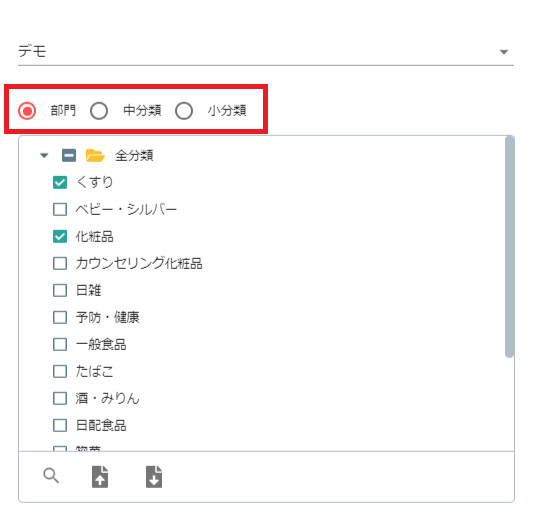 デモ
部門 中分類 小分類
全分類
くすり
ベビー・シルバー
化粧品
カウンセリング化粧品
日雑
予防・健康
一般食品
たばこ
酒・みりん
日配食品